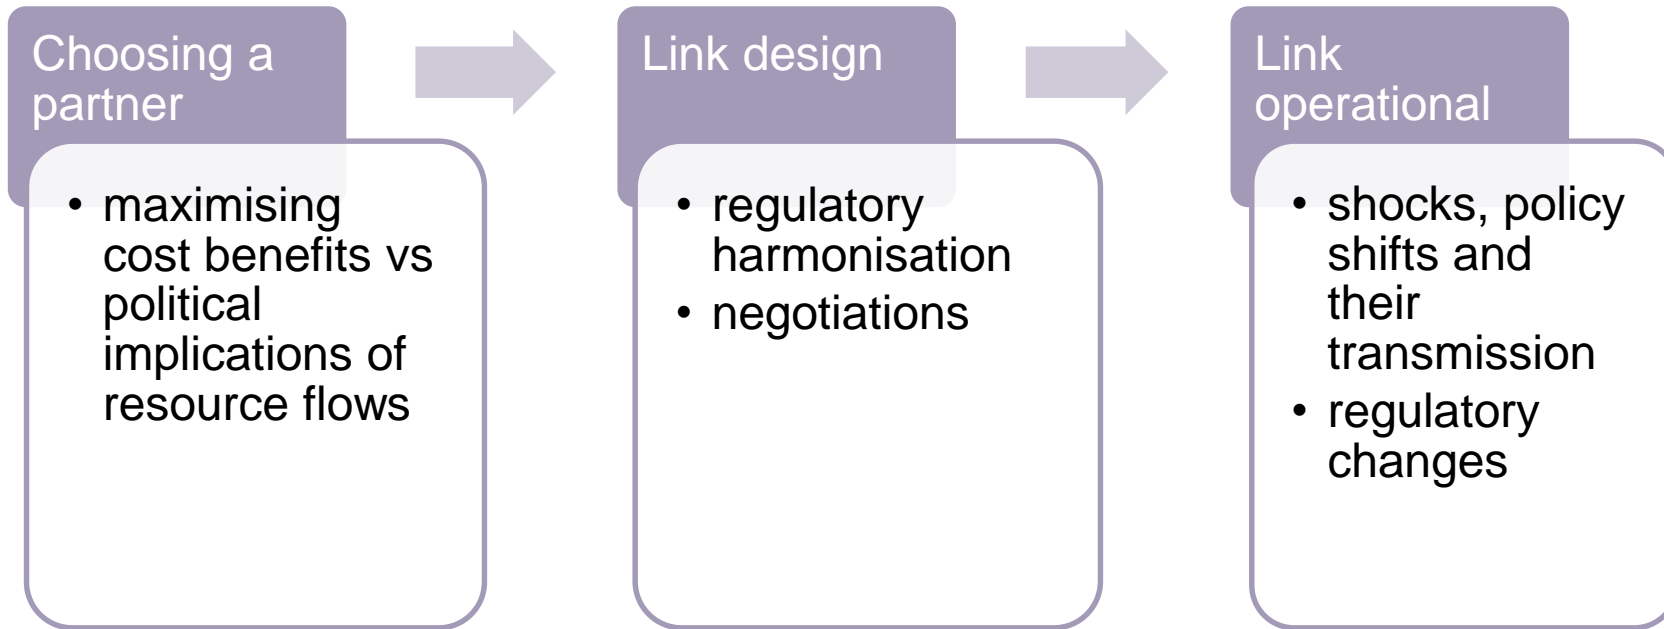 Choosing a
partner
• maximising
cost benefits vs
political
implications of
resource flows
Link design
• regulatory
harmonisation
• negotiations
Link
operational
• shocks, policy
shifts and
their
transmission
• regulatory
changes